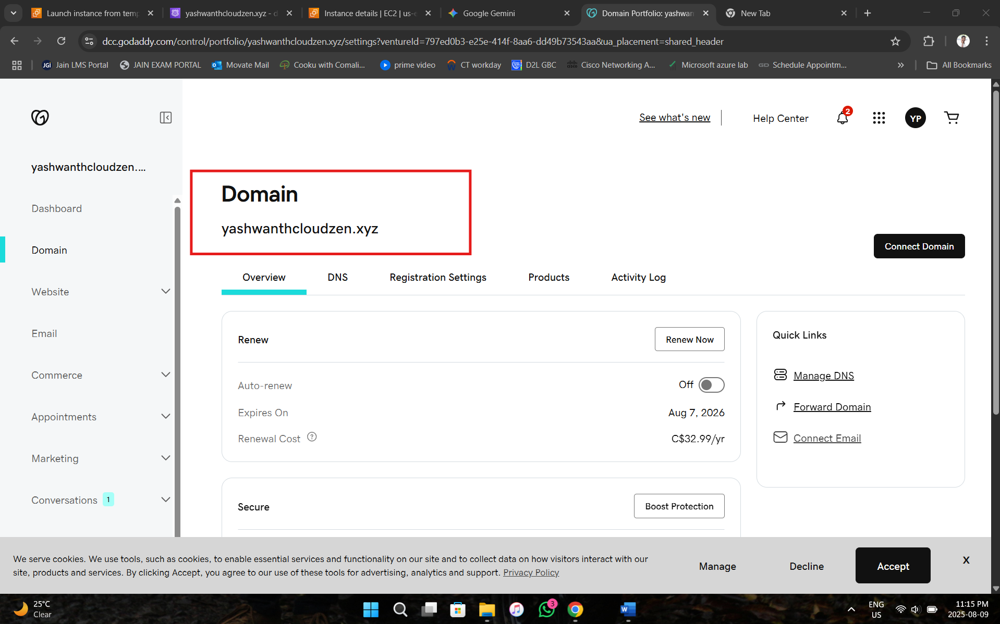 Launch instance from temp
yashwanthcloudzen.xyz - d
Instance details | EC2 | us-e
Google Gemini
Domain Portfolio: yashwan
New Tab
dcc.godaddy.com/control/portfolio/yashwanthcloudzen.xyz/settings?ventureId=797ed0b3-e25e-414f-8aa6-dd49b73543aa&ua_placement=shared_header
JGi Jain LMS Portal
JAIN EXAM PORTAL
Movate Mail
Cooku with Comali...
prime video
CT workday
D2L GBC
Cisco Networking A...
Microsoft azure lab
GD Schedule Appointm...
All Bookmarks
See what's new
Help Center
2
YP
yashwanthcloudzen....
Dashboard
Domain
Website
Email
Commerce
Appointments
Marketing
Conversations 1
Domain
yashwanthcloudzen.xyz
Connect Domain
Overview
DNS
Registration Settings
Products
Activity Log
Renew
Renew Now
Auto-renew
Off
Expires On
Aug 7, 2026
Renewal Cost ?
C$32.99/yr
Quick Links
Manage DNS
Forward Domain
Connect Email
Secure
Boost Protection
We serve cookies. We use tools, such as cookies, to enable essential services and functionality on our site and to collect data on how visitors interact with our
site, products and services. By clicking Accept, you agree to our use of these tools for advertising, analytics and support. Privacy Policy
Manage
Decline
Accept
X
25°C
Clear
3
W
ENG
US
11:15 PM
2025-08-09